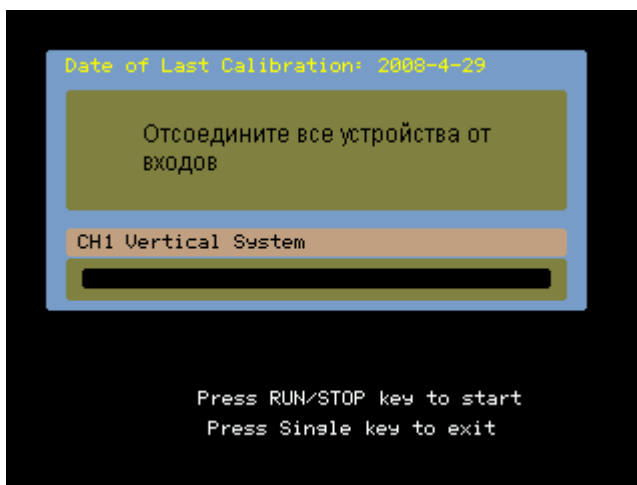 Date of Last Calibration: 2008-4-29
Отсоедините все устройства от
входов
CH1 Vertical System
Press RUN/STOP key to start
Press Single key to exit